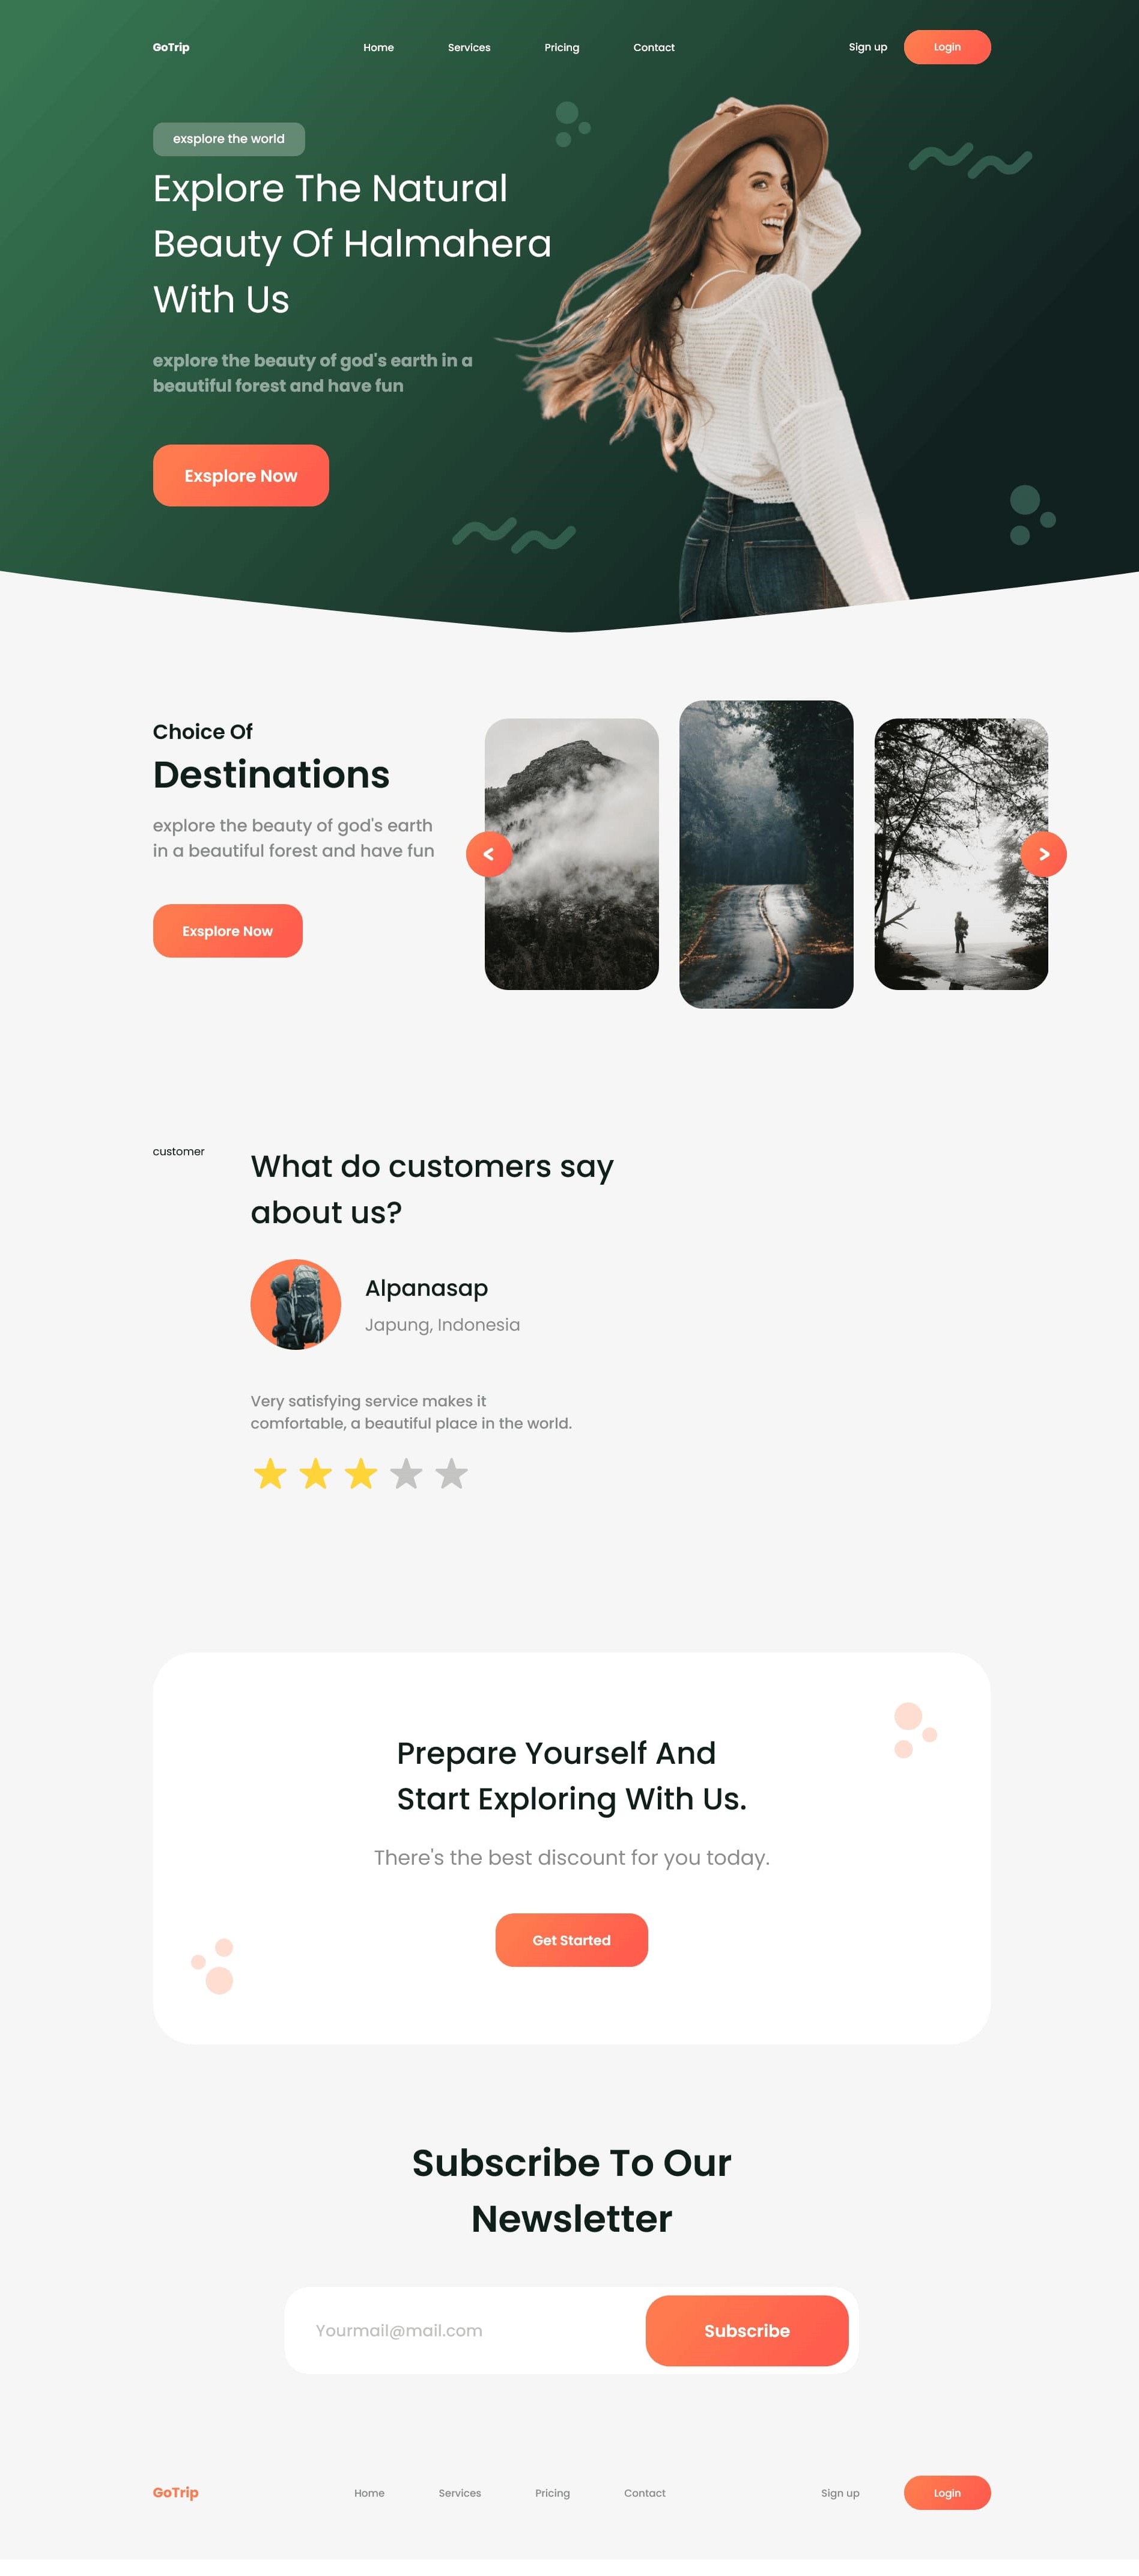 GoTrip
Home
Services
Pricing
Contact
Sign up
Login
exsplore the world
Explore The Natural
Beauty Of Halmahera
With Us
explore the beauty of god's earth in a
beautiful forest and have fun
Exsplore Now
Choice Of
Destinations
explore the beauty of god's earth
in a beautiful forest and have fun
Exsplore Now
<
>
customer
What do customers say
about us?
Alpanasap
Japung, Indonesia
Very satisfying service makes it
comfortable, a beautiful place in the world.
Prepare Yourself And
Start Exploring With Us.
There's the best discount for you today.
Get Started
Subscribe To Our
Newsletter
Yourmail@mail.com
Subscribe
GoTrip
Home
Services
Pricing
Contact
Sign up
Login